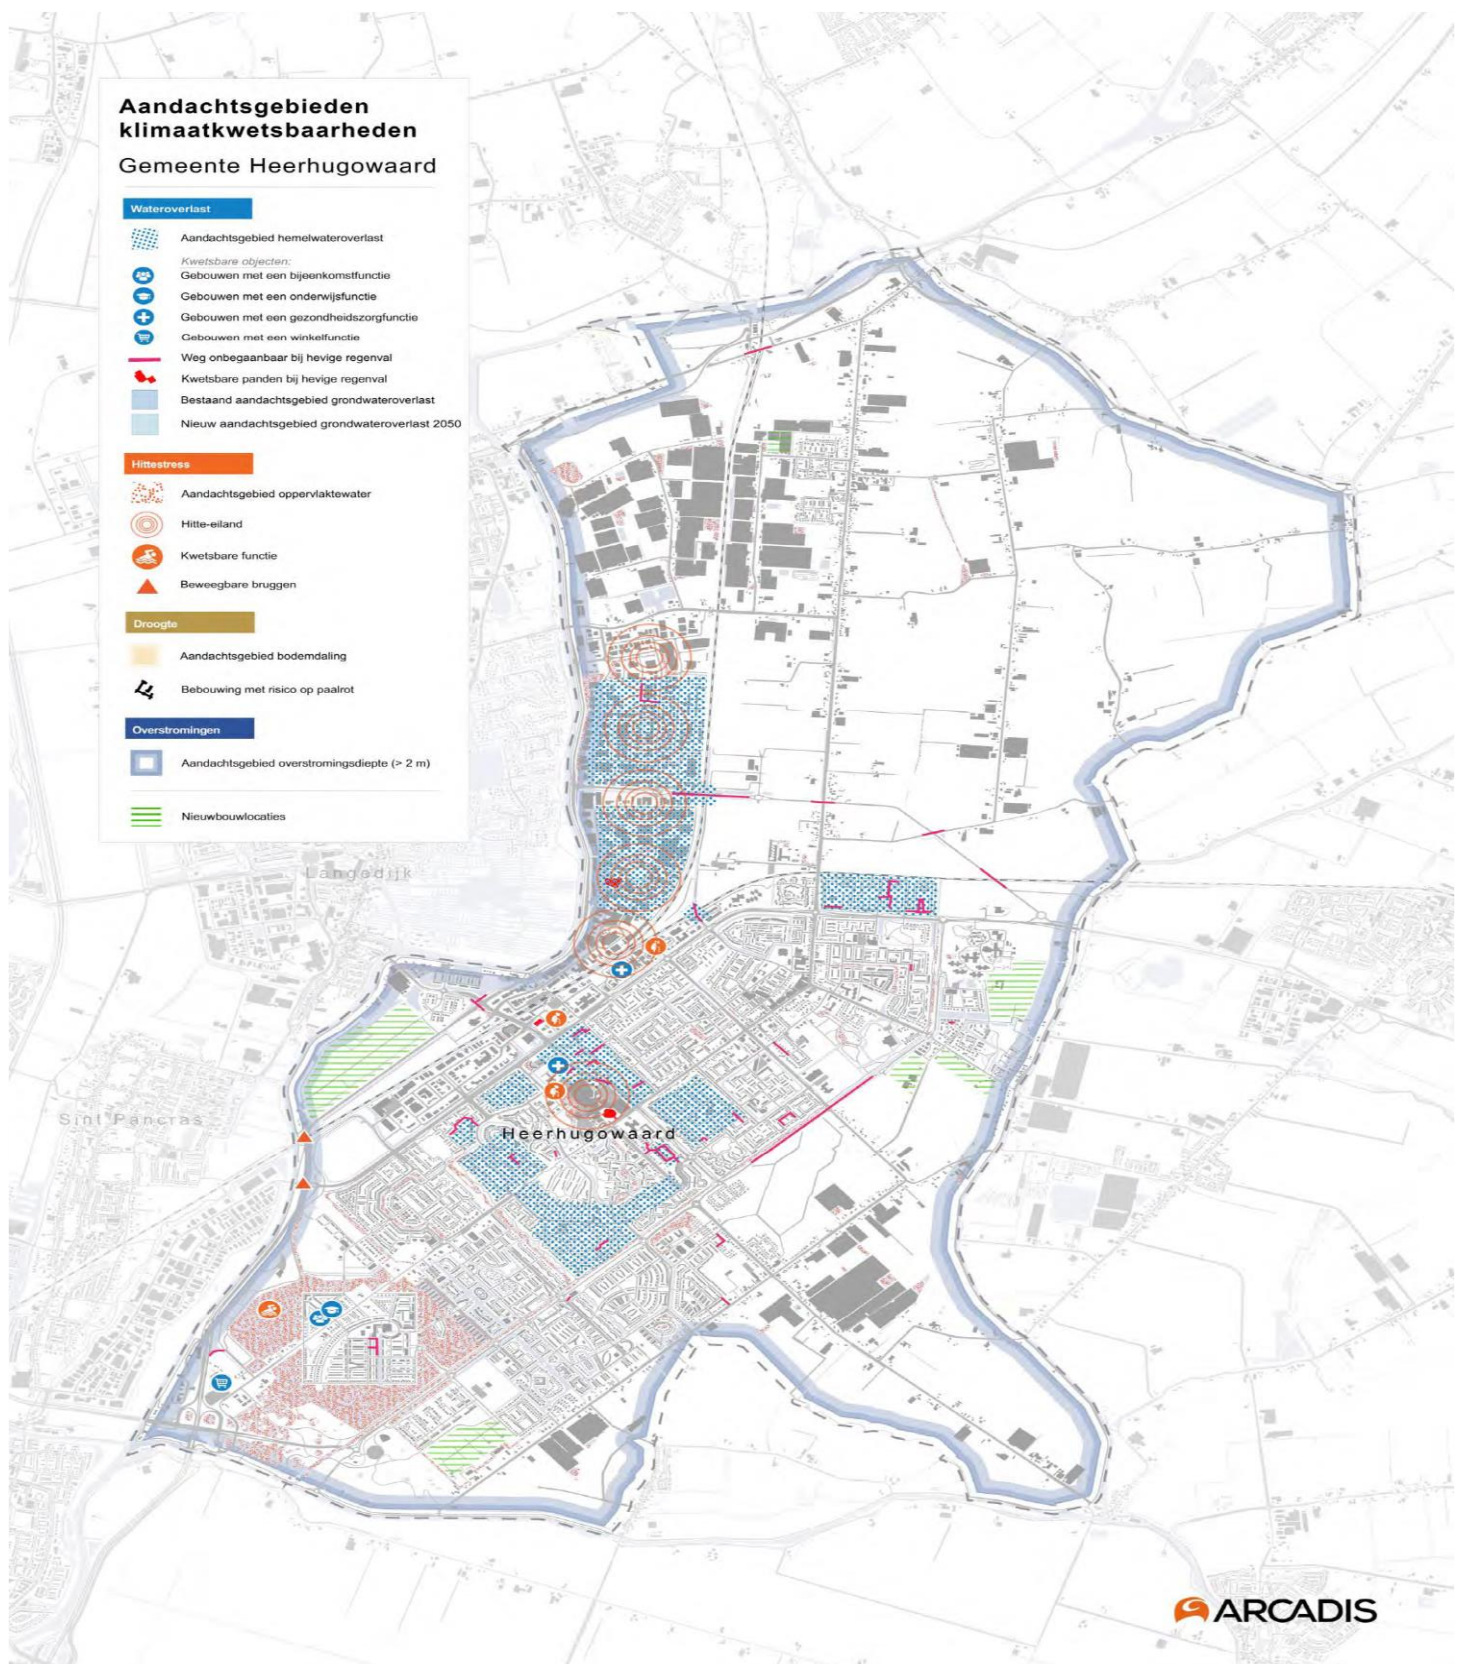 Aandachtsgebieden
klimaatkwetsbaarheden
Gemeente Heerhugowaard
Wateroverlast
Aandachtsgebied hemelwateroverlast
Kwetsbare objecten:
Gebouwen met een bijeenkomstfunctie
Gebouwen met een onderwijsfunctie
Gebouwen met een gezondheidszorgfunctie
Gebouwen met een winkelfunctie
Weg onbegaanbaar bij hevige regenval
Kwetsbare panden bij hevige regenval
Bestaand aandachtsgebied grondwateroverlast
Nieuw aandachtsgebied grondwateroverlast 2050
Hittestress
Aandachtsgebied oppervlaktewater
Hitte-eiland
Kwetsbare functie
Beweegbare bruggen
Droogte
Aandachtsgebied bodemdaling
Bebouwing met risico op paalrot
Overstromingen
Aandachtsgebied overstromingsdiepte (> 2 m)
Nieuwbouwlocaties
Langedijk
Sint Pancras
Heerhugowaard
ARCADIS